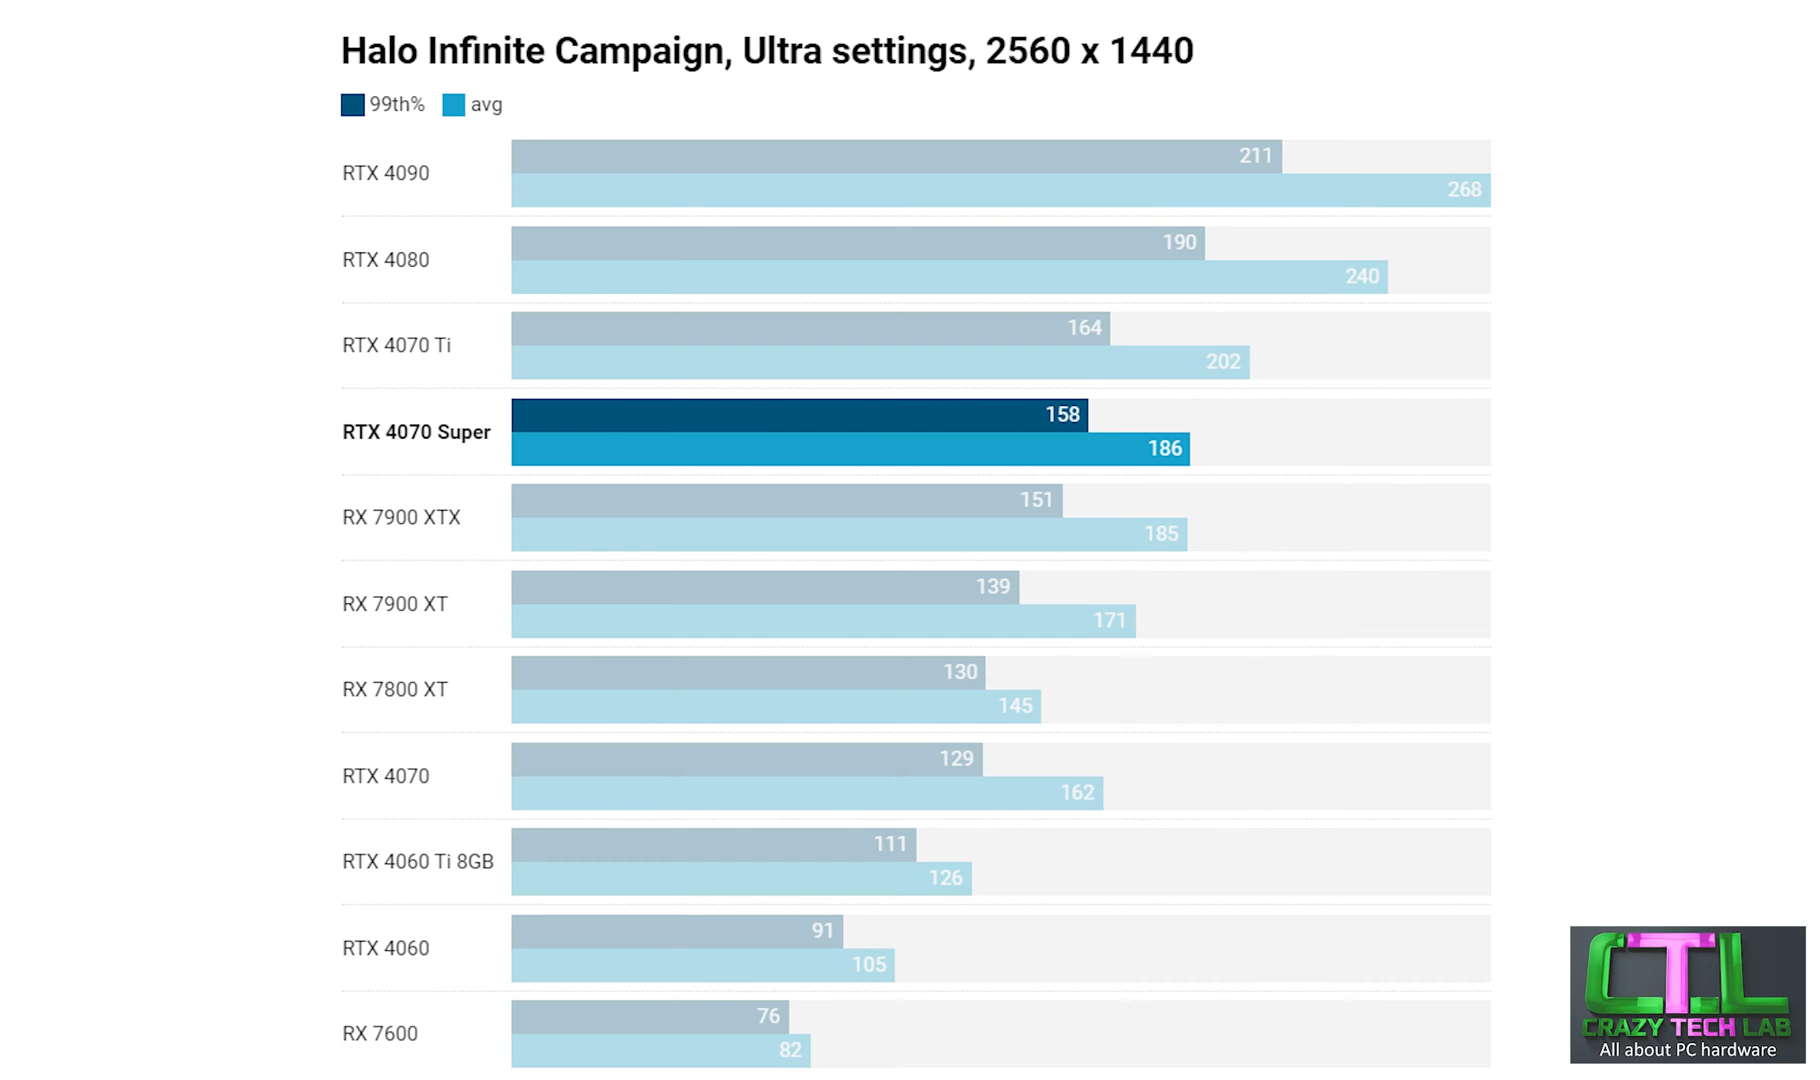 Halo Infinite Campaign, Ultra settings, 2560 x 1440
99th% avg
RTX 4090 211
268
RTX 4080 190
240
RTX 4070 Ti 164
202
RTX 4070 Super 158
186
RX 7900 XTX 151
185
RX 7900 XT 139
171
RX 7800 XT 130
145
RTX 4070 129
162
RTX 4060 Ti 8GB 111
126
RTX 4060 91
105
RX 7600 76
82
CTL
CRAZY TECH LAB
All about PC hardware